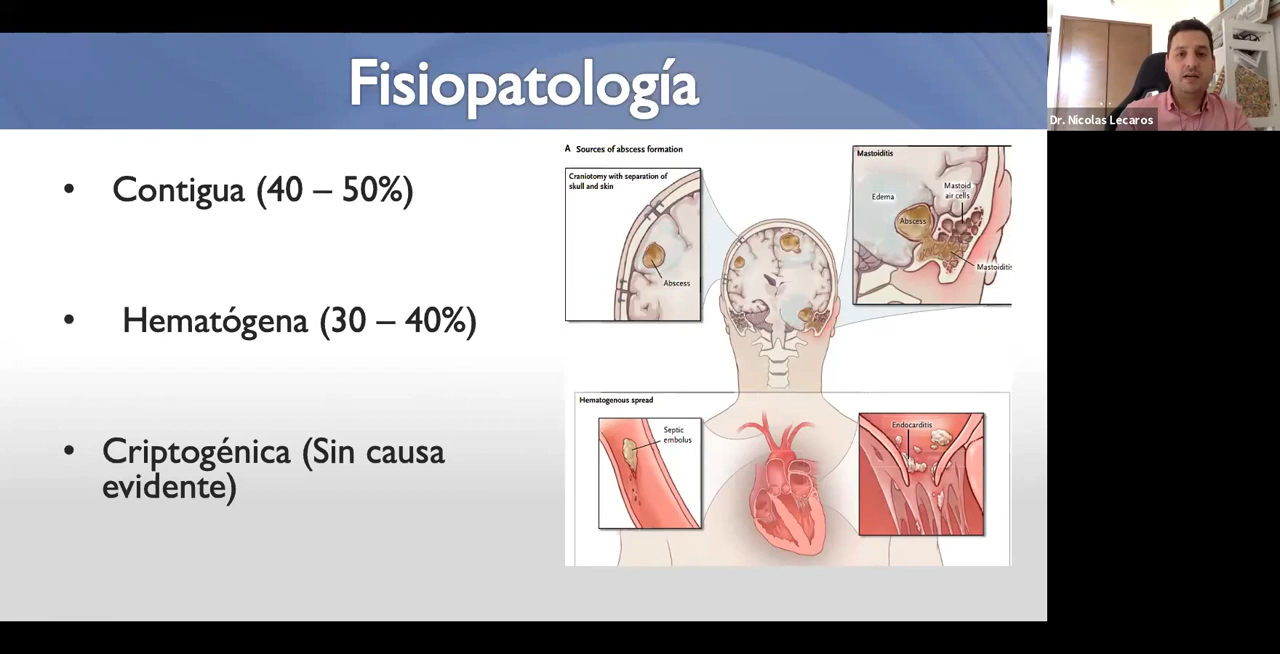 Fisiopatología
Dr. Nicolas Lecaros
• Contigua (40 – 50%)
• Hematógena (30 – 40%)
• Criptogénica (Sin causa
evidente)
A Sources of abscess formation
Craniotomy with separation of
skull and skin
Abscess
Mastoiditis
Edema
Mastoid
air cells
Abscess
Mastoiditis
Hematogenous spread
Septic
embolus
Endocarditis